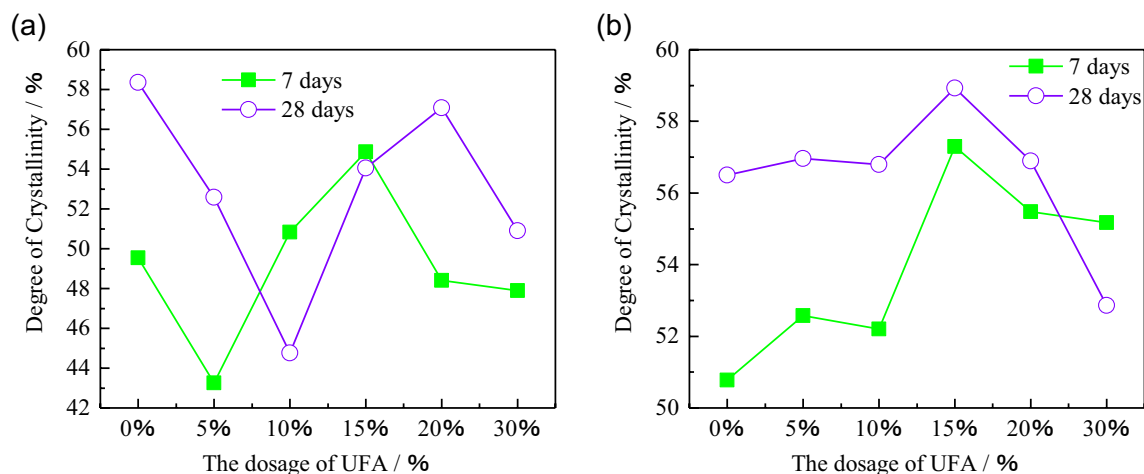 (a)
60
58
56
54
52
50
48
46
44
42
Degree of Crystallinity / %
7 days
28 days
0% 5% 10% 15% 20% 30%
The dosage of UFA / %
(b)
60
58
56
54
52
50
Degree of Crystallinity / %
7 days
28 days
0% 5% 10% 15% 20% 30%
The dosage of UFA / %